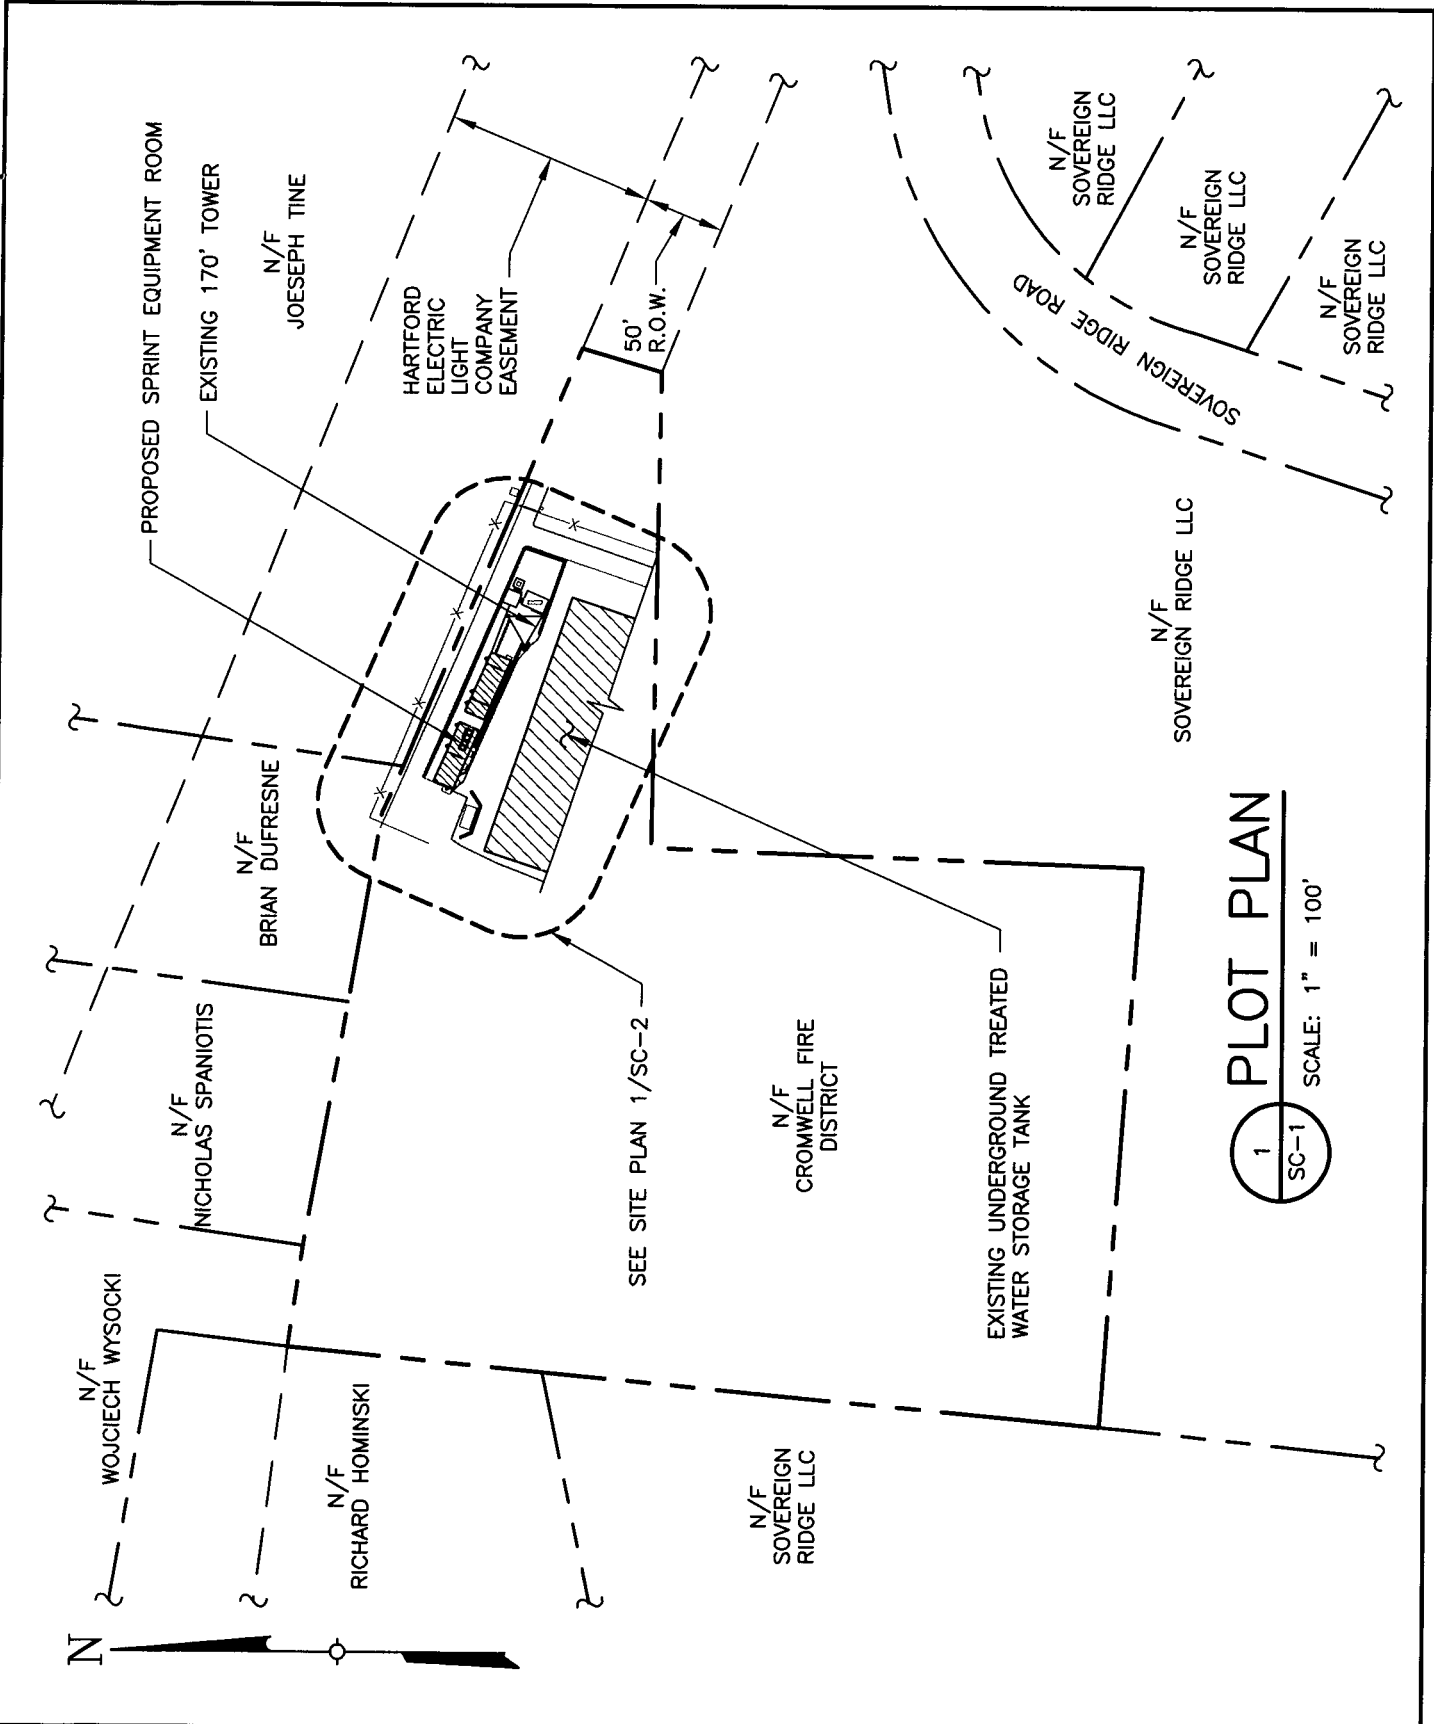 N
N/F
WOJCIECH WYSOCKI
N/F
NICHOLAS SPANIOTIS
N/F
BRIAN DUFRESNE
PROPOSED SPRINT EQUIPMENT ROOM
EXISTING 170' TOWER
N/F
JOESEPH TINE
N/F
RICHARD HOMINSKI
HARTFORD
ELECTRIC
LIGHT
COMPANY
EASEMENT
50'
R.O.W.
SEE SITE PLAN 1/SC-2
N/F
SOVEREIGN
RIDGE LLC
N/F
CROMWELL FIRE
DISTRICT
EXISTING UNDERGROUND TREATED
WATER STORAGE TANK
N/F
SOVEREIGN RIDGE LLC
SOVEREIGN RIDGE ROAD
N/F
SOVEREIGN
RIDGE LLC
N/F
SOVEREIGN
RIDGE LLC
N/F
SOVEREIGN
RIDGE LLC
1
SC-1
PLOT PLAN
SCALE: 1" = 100'